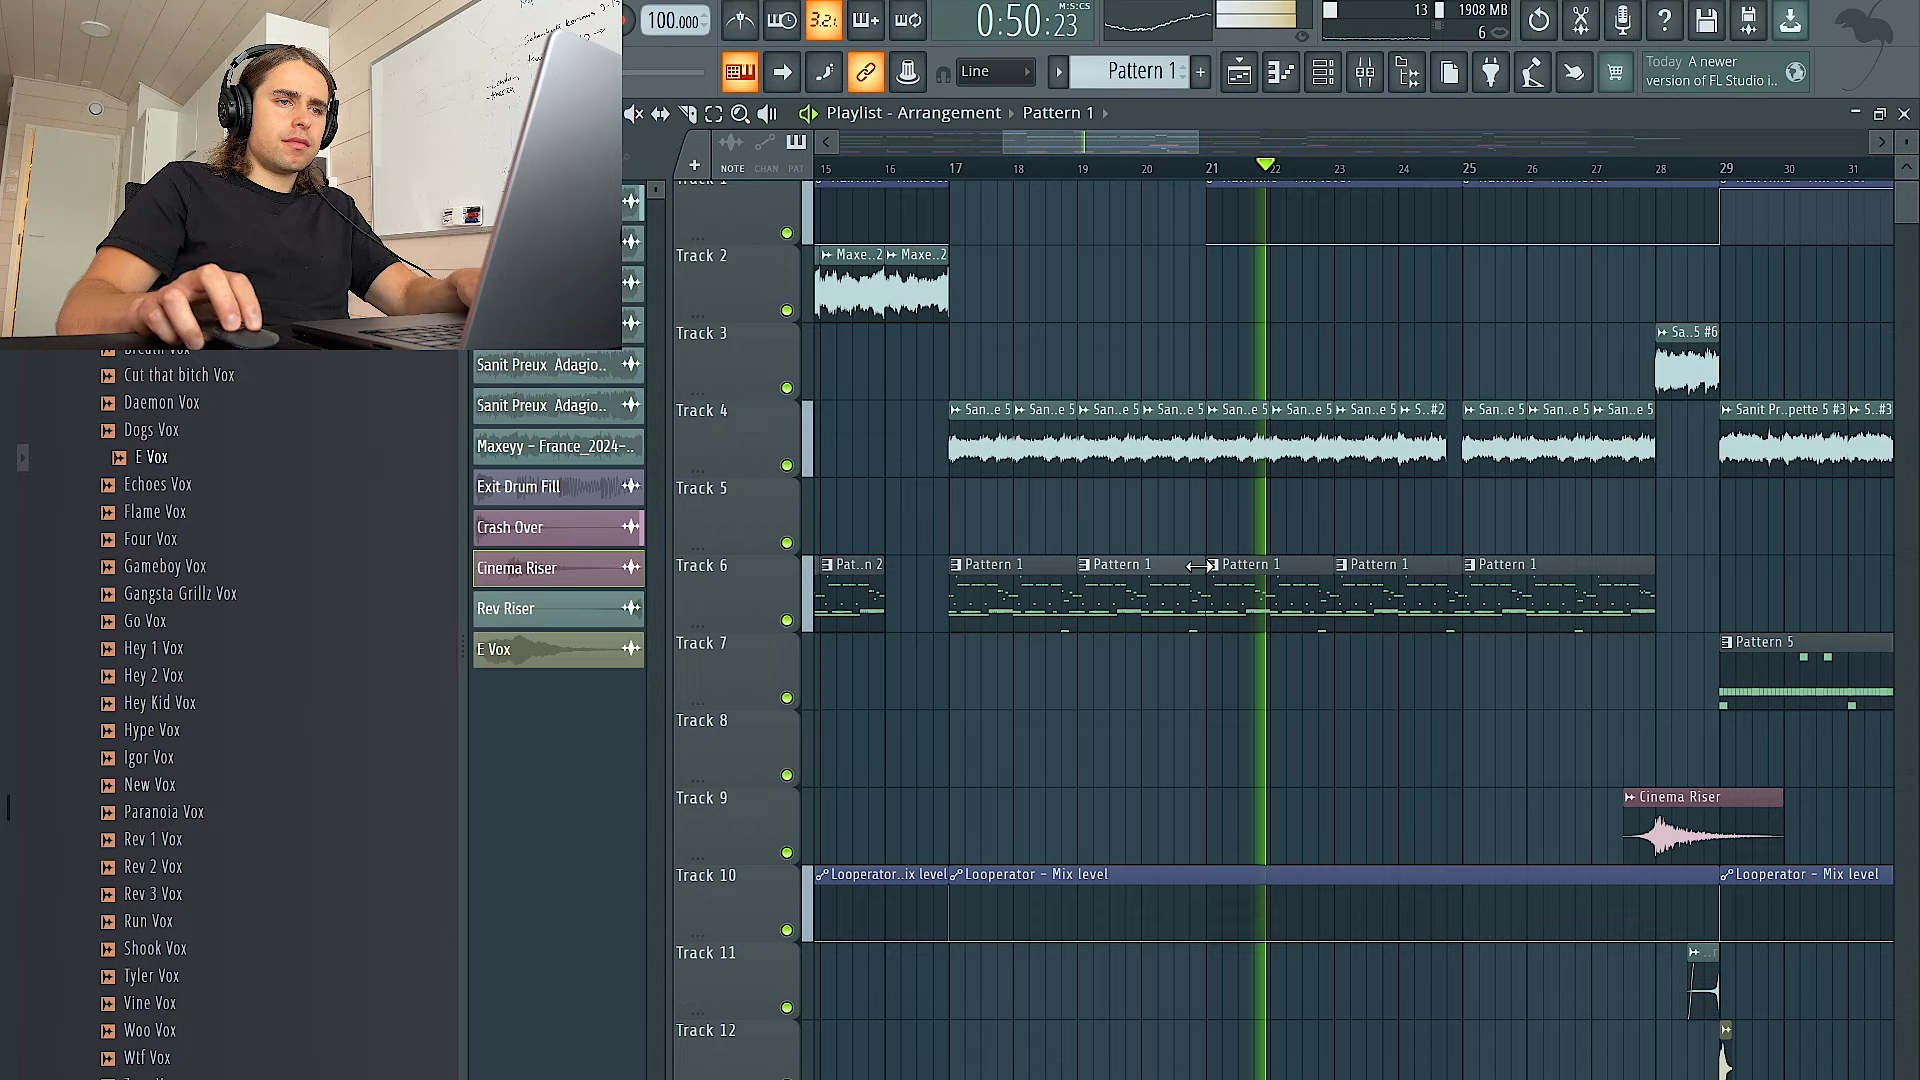 100.000
3.2.
0:50:23
M:S:CS
13
1908 MB
6
Line
Pattern 1
+
Today A newer
version of FL Studio i..
Playlist - Arrangement › Pattern 1 ›
NOTE CHAN PAT
15 16 17 18 19 20 21 22 23 24 25 26 27 28 29 30 31
Track 2
Maxe..2 Maxe..2
Track 3
Sa..5 #6
Track 4
San..e 5 San..e 5 San..e 5 San..e 5 San..e 5 San..e 5 San..e 5 S..#2 San..e 5 San..e 5 San..e 5 Sanit Pr..pette 5 #3 S..#3
Track 5
Track 6
Pat..n 2 Pattern 1 Pattern 1 Pattern 1 Pattern 1 Pattern 1
Track 7
Pattern 5
Track 8
Track 9
Cinema Riser
Track 10
Looperator..ix level Looperator - Mix level Looperator - Mix level
Track 11
Track 12
Sanit Preux Adagio..
Sanit Preux Adagio..
Maxeyy - France_2024-..
Exit Drum Fill
Crash Over
Cinema Riser
Rev Riser
E Vox
Breath Vox
Cut that bitch Vox
Daemon Vox
Dogs Vox
E Vox
Echoes Vox
Flame Vox
Four Vox
Gameboy Vox
Gangsta Grillz Vox
Go Vox
Hey 1 Vox
Hey 2 Vox
Hey Kid Vox
Hype Vox
Igor Vox
New Vox
Paranoia Vox
Rev 1 Vox
Rev 2 Vox
Rev 3 Vox
Run Vox
Shook Vox
Tyler Vox
Vine Vox
Woo Vox
Wtf Vox